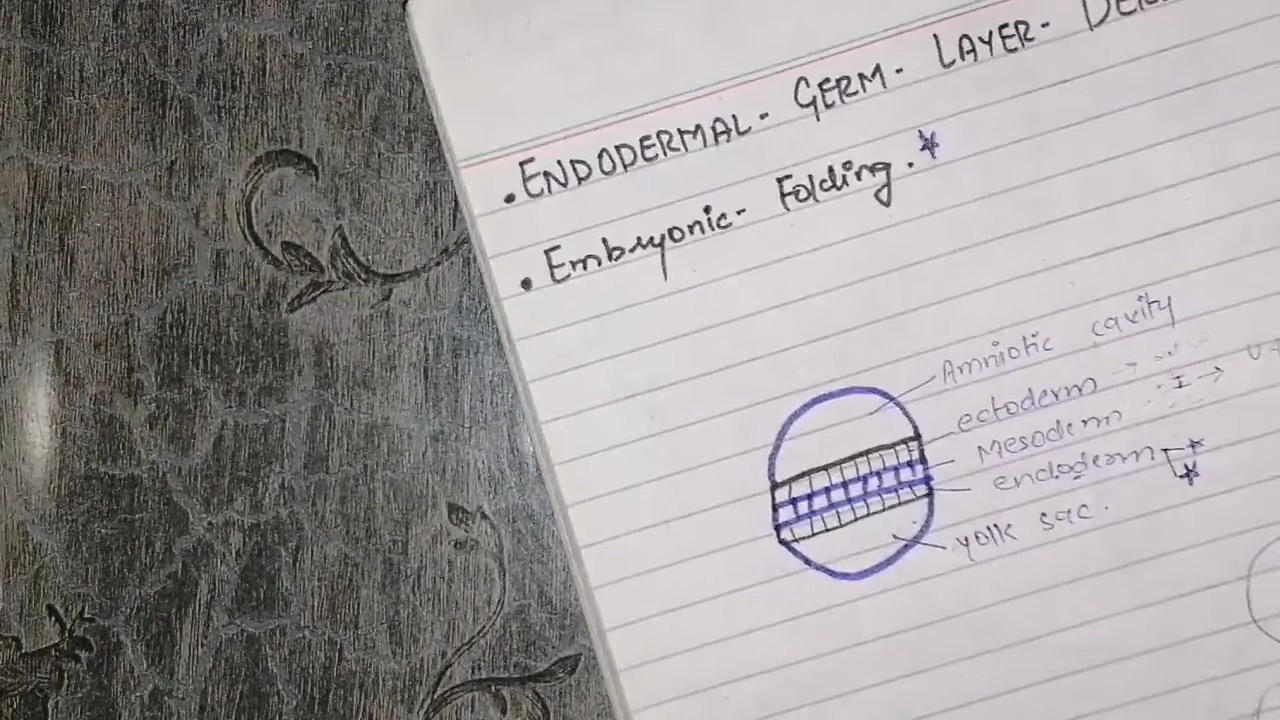 • ENDODERMAL- GERM- LAYER-
• Embryonic- Folding. *
Amniotic cavity
ectoderm →
Mesoderm I →
endoderm
yolk sac.